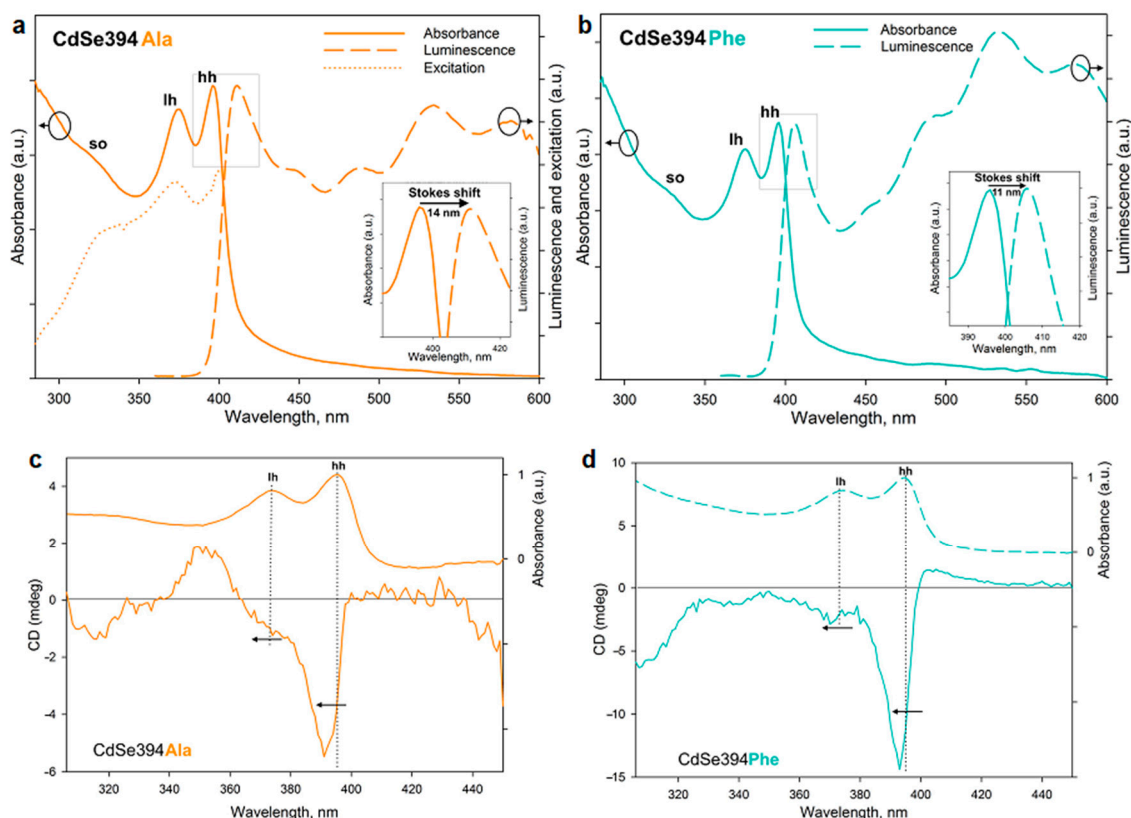 a
CdSe394Ala
Absorbance
Luminescence
Excitation
hh
lh
so
Absorbance (a.u.)
Luminescence and excitation (a.u.)
Stokes shift
14 nm
Absorbance (a.u.)
Luminescence (a.u.)
400 420
Wavelength, nm
300 350 400 450 500 550 600
Wavelength, nm
b
CdSe394Phe
Absorbance
Luminescence
hh
lh
so
Absorbance (a.u.)
Luminescence (a.u.)
Stokes shift
11 nm
Absorbance (a.u.)
Luminescence (a.u.)
390 400 410 420
Wavelength, nm
300 350 400 450 500 550 600
Wavelength, nm
c
hh
lh
4
2
0
-2
-4
-6
CD (mdeg)
1
0
Absorbance (a.u.)
CdSe394Ala
320 340 360 380 400 420 440
Wavelength, nm
d
hh
lh
10
5
0
-5
-10
-15
CD (mdeg)
1
0
Absorbance (a.u.)
CdSe394Phe
320 340 360 380 400 420 440
Wavelength, nm